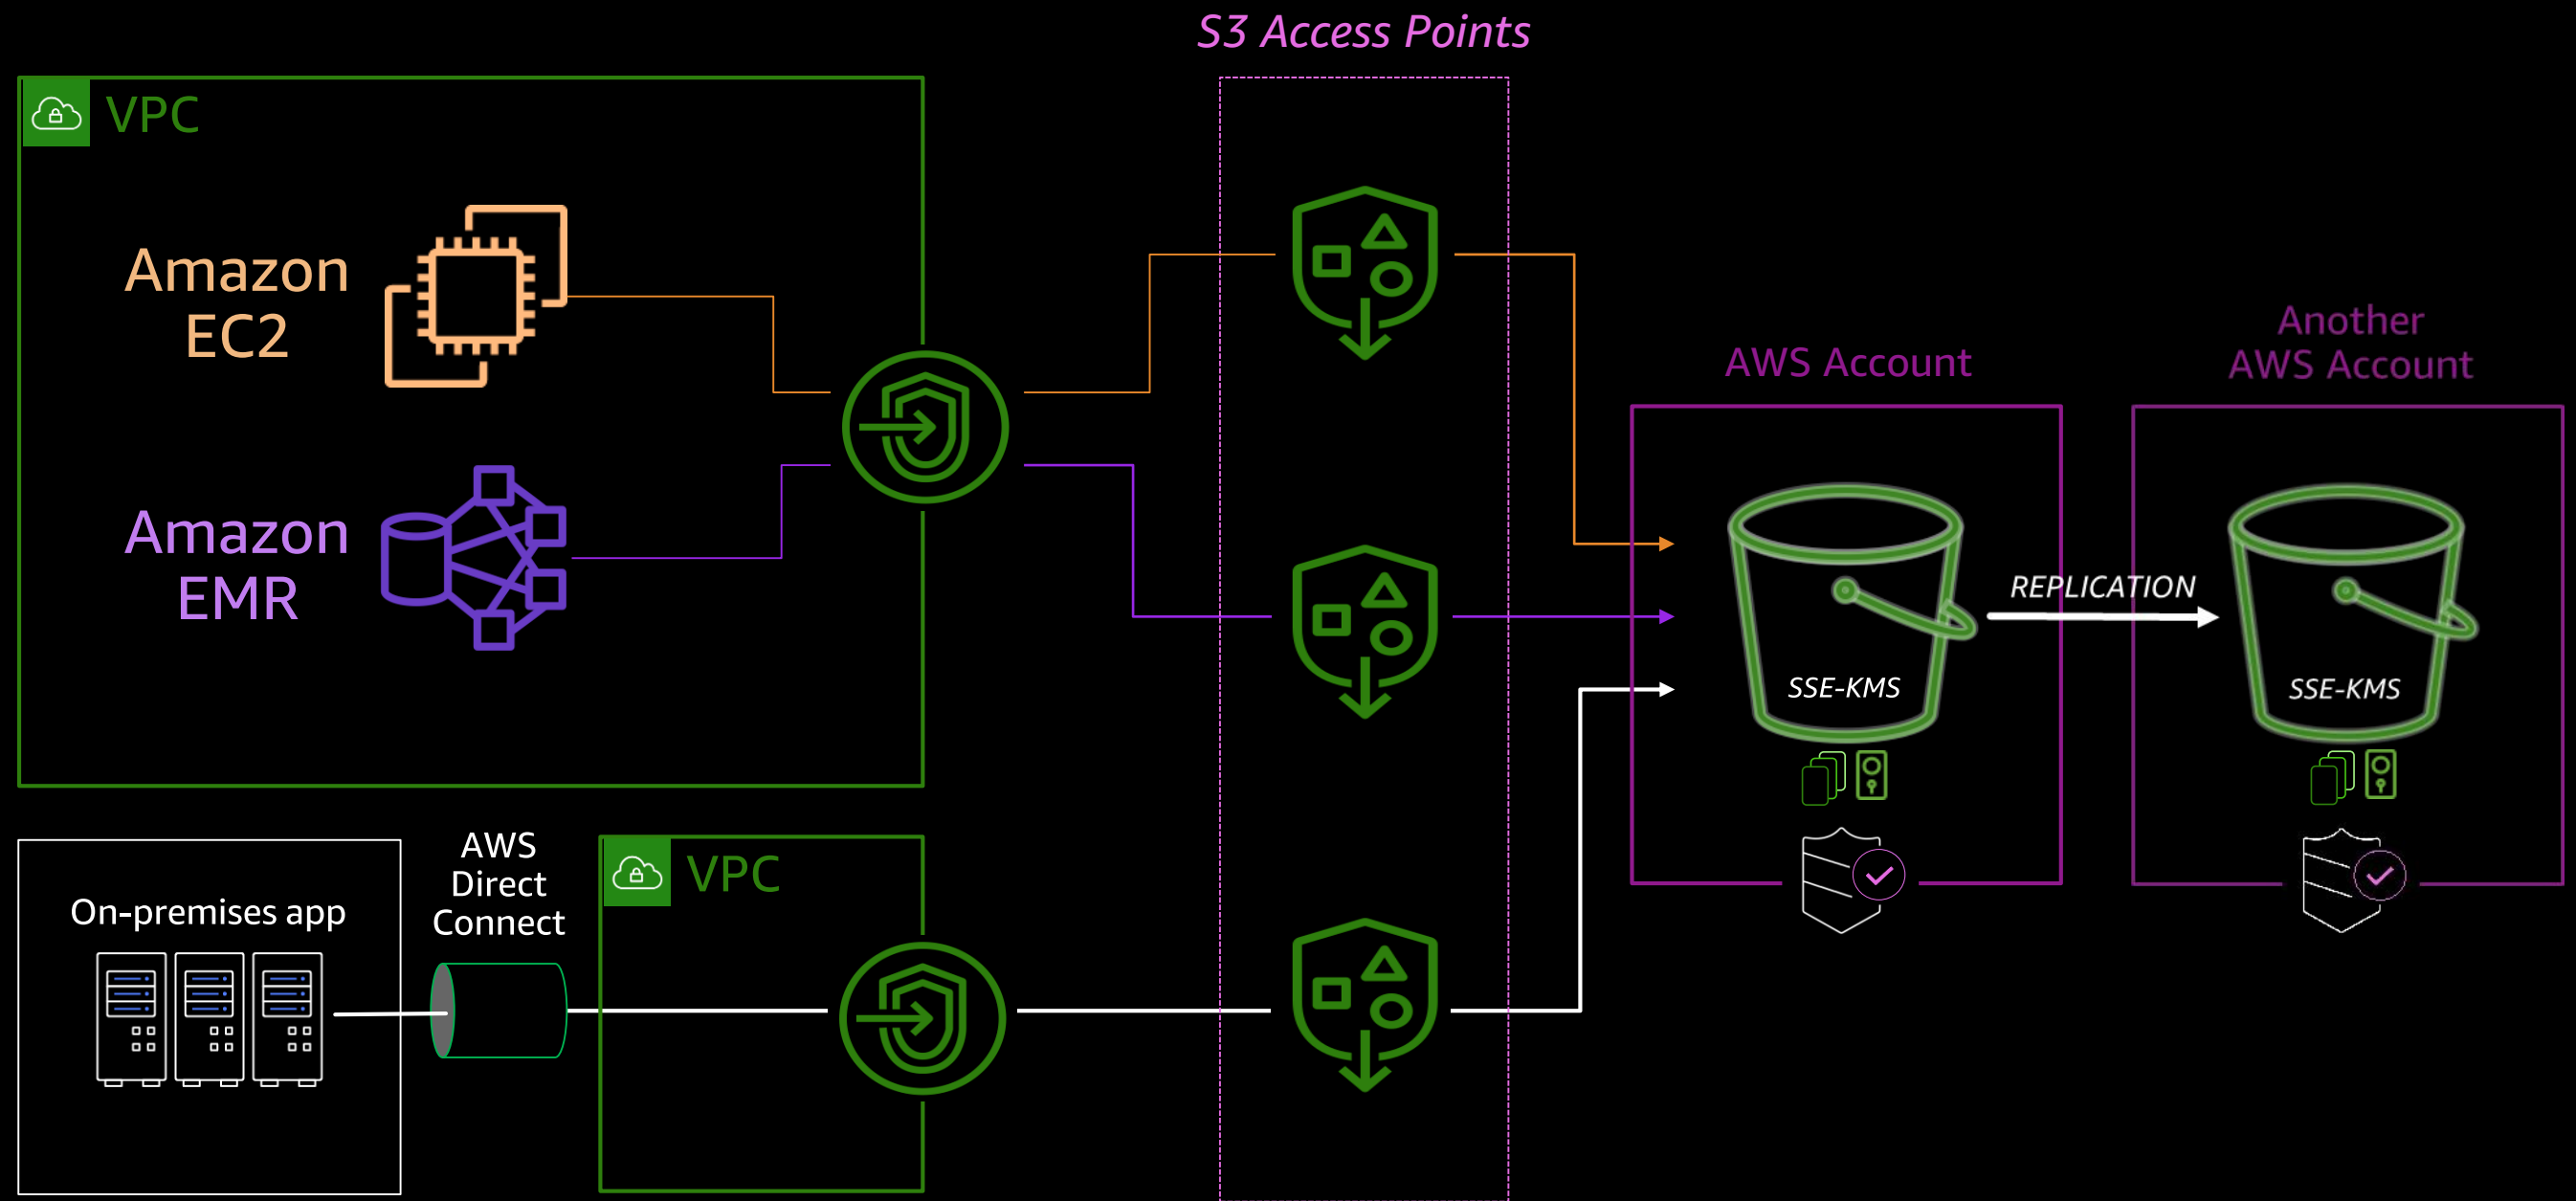 S3 Access Points
VPC
Amazon
EC2
Amazon
EMR
AWS Account
Another
AWS Account
REPLICATION
SSE-KMS
SSE-KMS
On-premises app
AWS
Direct
Connect
VPC